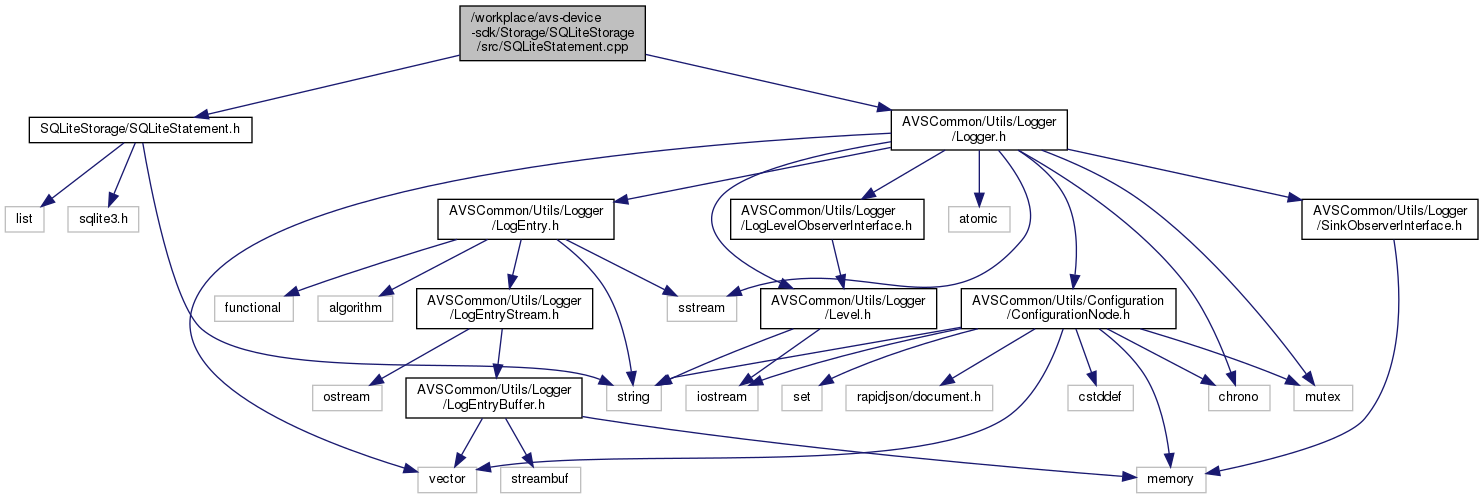 /workplace/avs-device
-sdk/Storage/SQLiteStorage
/src/SQLiteStatement.cpp
SQLiteStorage/SQLiteStatement.h
AVSCommon/Utils/Logger
/Logger.h
list
sqlite3.h
AVSCommon/Utils/Logger
/LogEntry.h
AVSCommon/Utils/Logger
/LogLevelObserverInterface.h
atomic
AVSCommon/Utils/Logger
/SinkObserverInterface.h
functional
algorithm
AVSCommon/Utils/Logger
/LogEntryStream.h
sstream
AVSCommon/Utils/Logger
/Level.h
AVSCommon/Utils/Configuration
/ConfigurationNode.h
ostream
AVSCommon/Utils/Logger
/LogEntryBuffer.h
string
iostream
set
rapidjson/document.h
cstddef
chrono
mutex
vector
streambuf
memory